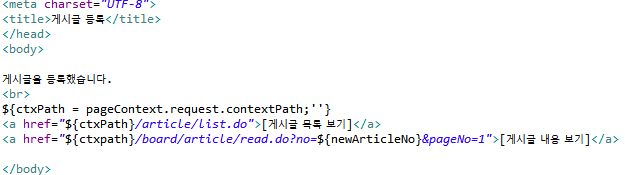 <meta charset="UTF-8">
<title>게시글 등록</title>
</head>
<body>
게시글을 등록했습니다.
<br>
${ctxPath = pageContext.request.contextPath;''}
<a href="${ctxPath}/article/list.do">[게시글 목록 보기]</a>
<a href="${ctxpath}/board/article/read.do?no=${newArticleNo}&pageNo=1">[게시글 내용 보기]</a>
</body>